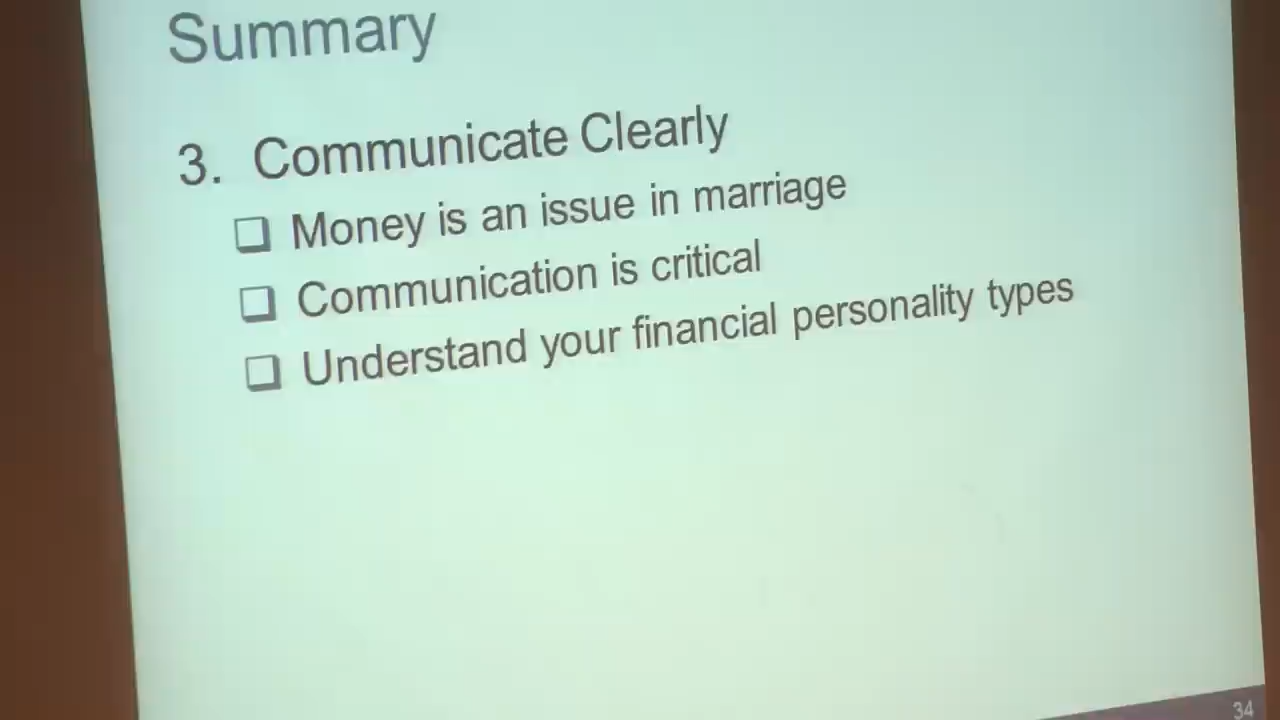 Summary
3. Communicate Clearly
❑ Money is an issue in marriage
❑ Communication is critical
❑ Understand your financial personality types
34